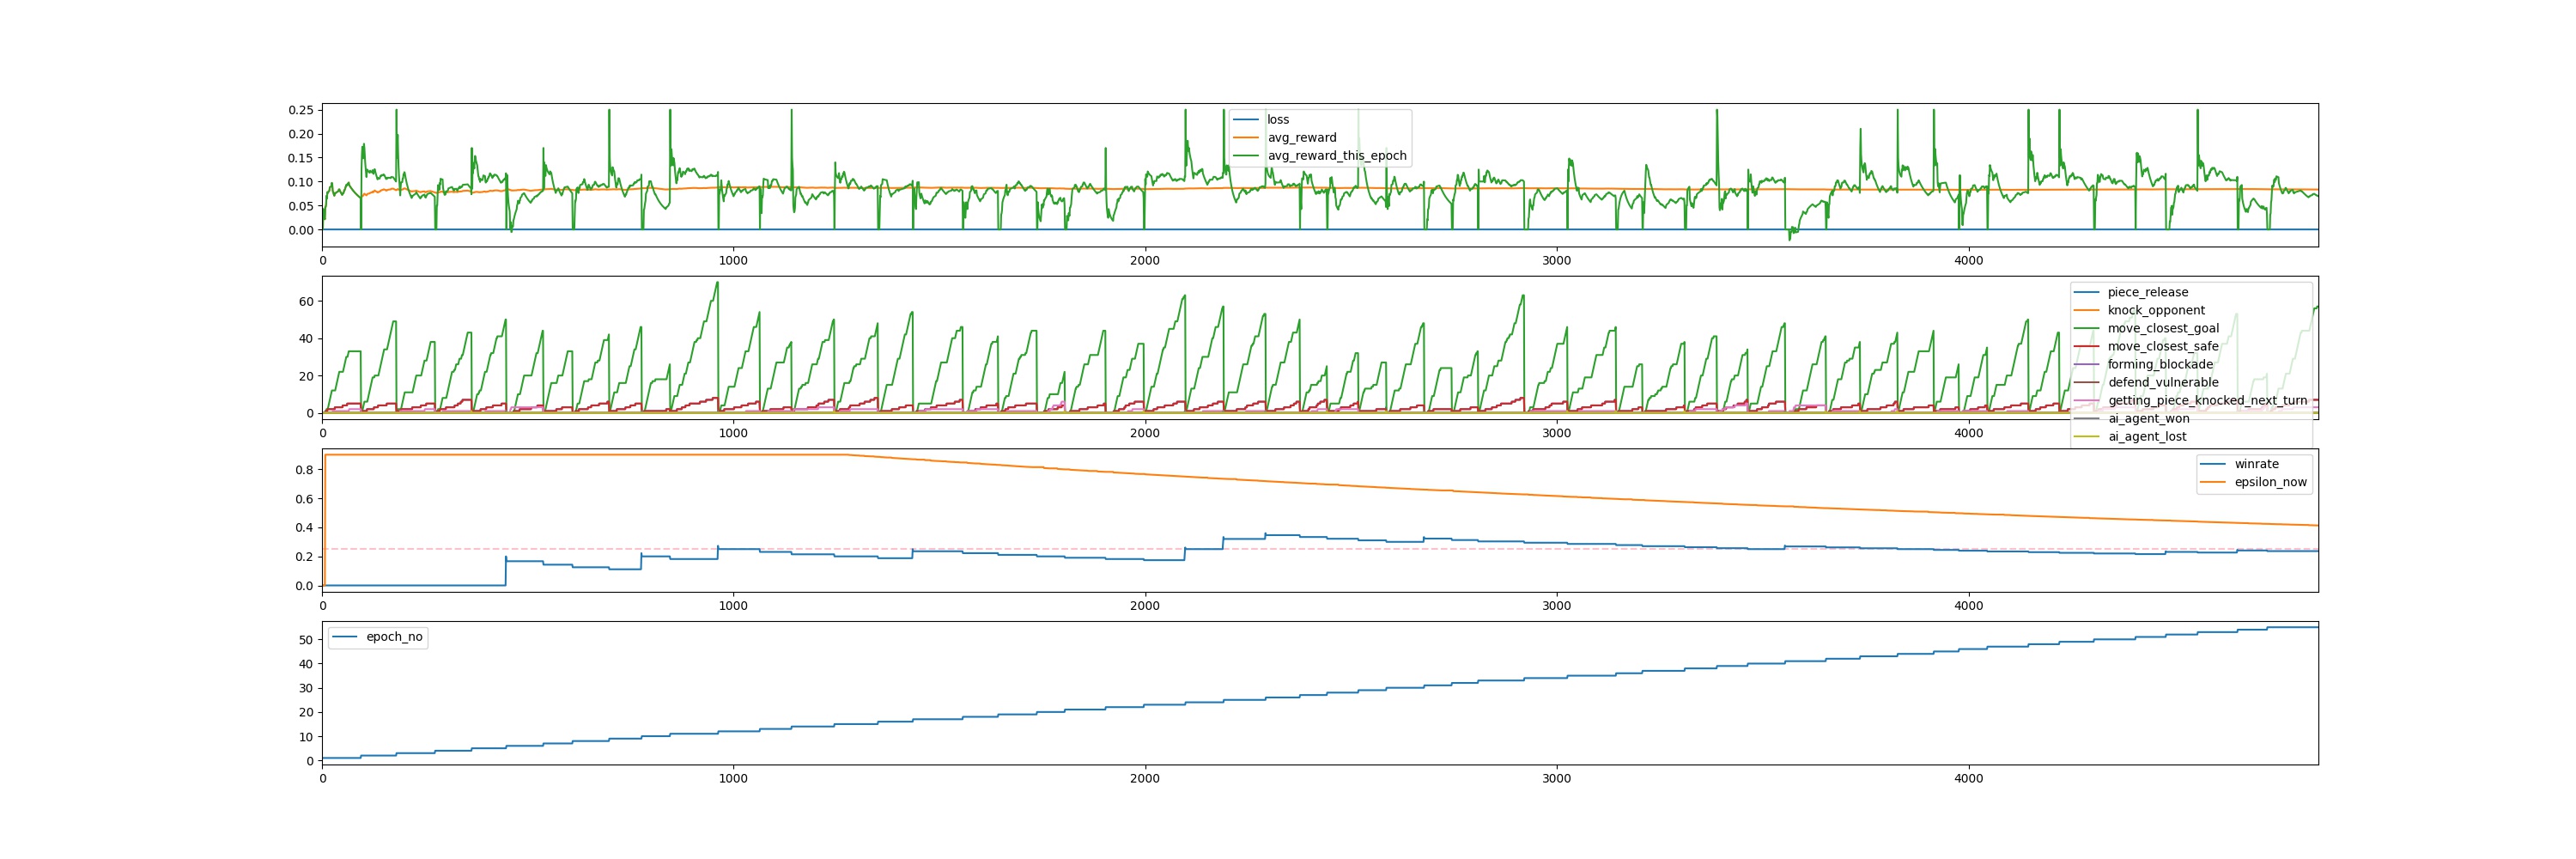 0.25
0.20
0.15
0.10
0.05
0.00
loss
avg_reward
avg_reward_this_epoch
0 1000 2000 3000 4000
60
40
20
0
piece_release
knock_opponent
move_closest_goal
move_closest_safe
forming_blockade
defend_vulnerable
getting_piece_knocked_next_turn
ai_agent_won
ai_agent_lost
0 1000 2000 3000 4000
0.8
0.6
0.4
0.2
0.0
winrate
epsilon_now
0 1000 2000 3000 4000
50
40
30
20
10
0
epoch_no
0 1000 2000 3000 4000